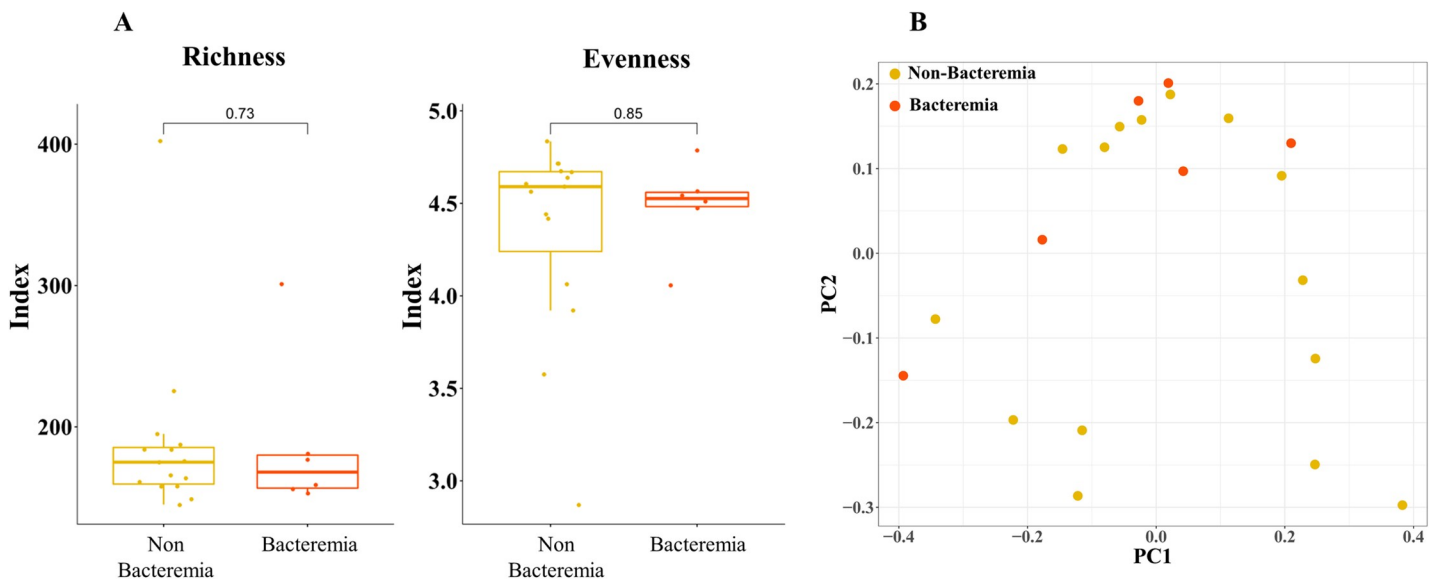 A
Richness
Index
400
300
200
0.73
Non
Bacteremia
Bacteremia
Evenness
Index
5.0
4.5
4.0
3.5
3.0
0.85
Non
Bacteremia
Bacteremia
B
Non-Bacteremia
Bacteremia
PC2
0.2
0.1
0.0
−0.1
−0.2
−0.3
−0.4
−0.2
0.0
0.2
0.4
PC1